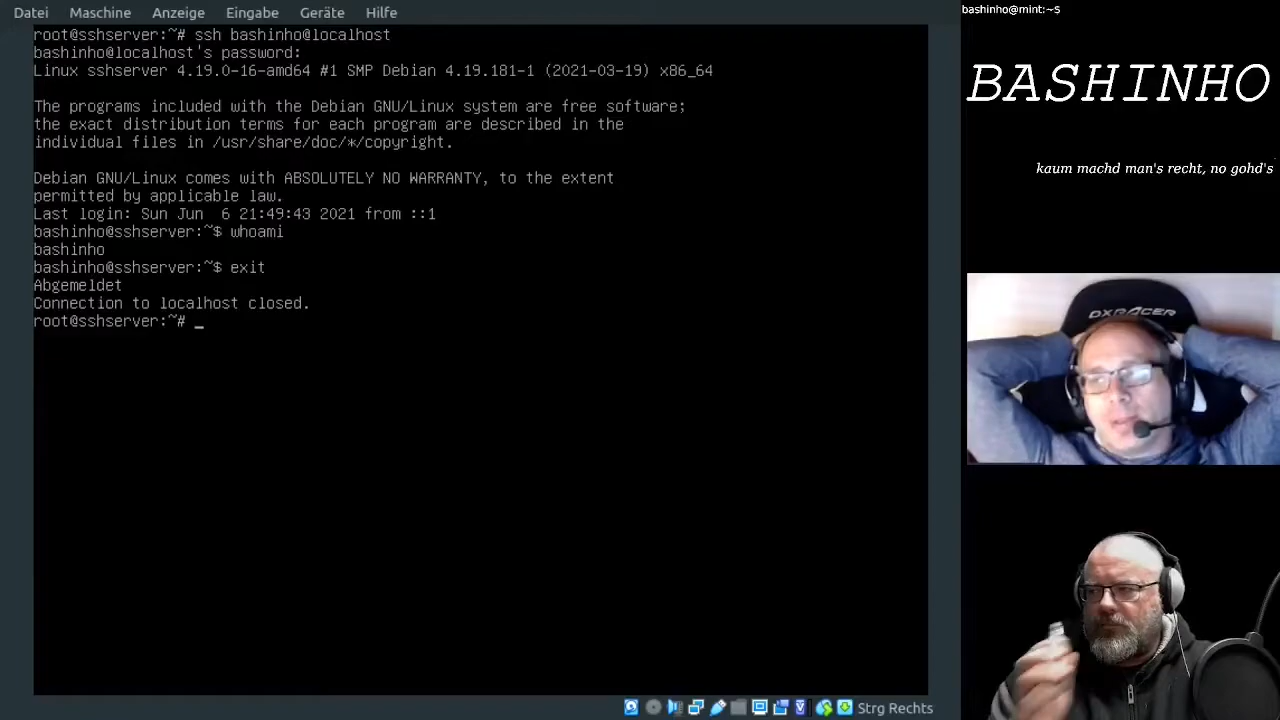 Datei Maschine Anzeige Eingabe Geräte Hilfe
root@sshserver:~# ssh bashinho@localhost
bashinho@localhost's password:
Linux sshserver 4.19.0-16-amd64 #1 SMP Debian 4.19.181-1 (2021-03-19) x86_64
The programs included with the Debian GNU/Linux system are free software;
the exact distribution terms for each program are described in the
individual files in /usr/share/doc/*/copyright.
Debian GNU/Linux comes with ABSOLUTELY NO WARRANTY, to the extent
permitted by applicable law.
Last login: Sun Jun  6 21:49:43 2021 from ::1
bashinho@sshserver:~$ whoami
bashinho
bashinho@sshserver:~$ exit
Abgemeldet
Connection to localhost closed.
root@sshserver:~# _
Strg Rechts
bashinho@mint:~$
BASHINHO
kaum machd man's recht, no gohd's
DXRACER